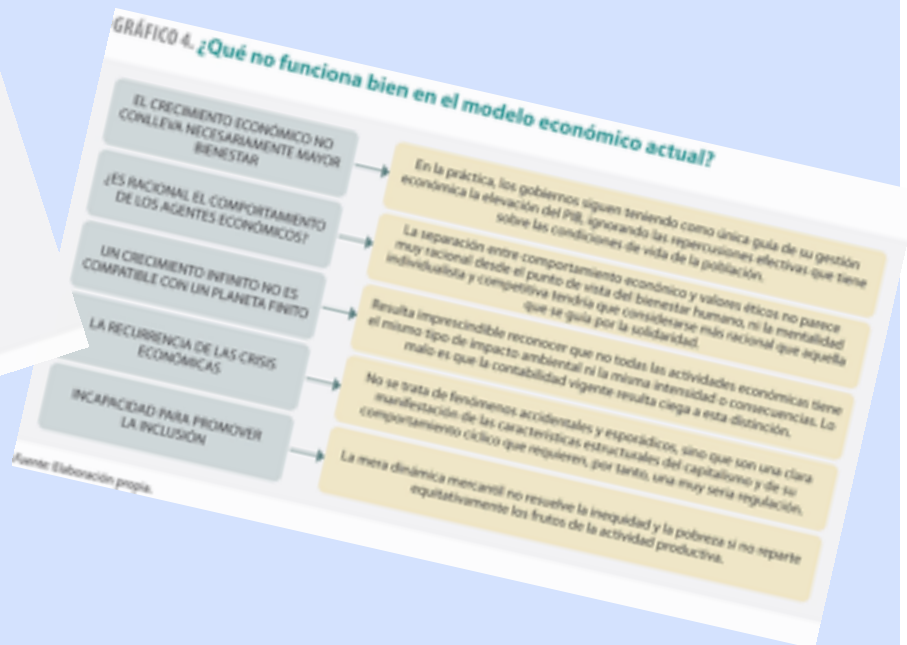 GRÁFICO 4. ¿Qué no funciona bien en el modelo económico actual?
EL CRECIMIENTO ECONÓMICO NO
CONLLEVA NECESARIAMENTE MAYOR
BIENESTAR
En la práctica, los gobiernos siguen teniendo como única guía de su gestión
económica la elevación del PIB, ignorando las repercusiones efectivas que tiene
sobre las condiciones de vida de la población.
¿ES RACIONAL EL COMPORTAMIENTO
DE LOS AGENTES ECONÓMICOS?
La separación entre comportamiento económico y valores éticos no parece
muy racional desde el punto de vista del bienestar humano, ni la mentalidad
individualista y competitiva tendría que considerarse más racional que aquella
que se guía por la solidaridad.
UN CRECIMIENTO INFINITO NO ES
COMPATIBLE CON UN PLANETA FINITO
Resulta imprescindible reconocer que no todas las actividades económicas tiene
el mismo tipo de impacto ambiental ni la misma intensidad o consecuencias. Lo
malo es que la contabilidad vigente resulta ciega a esta distinción.
LA RECURRENCIA DE LAS CRISIS
ECONÓMICAS
No se trata de fenómenos accidentales y esporádicos, sino que son una clara
manifestación de las características estructurales del capitalismo y de su
comportamiento cíclico que requieren, por tanto, una muy seria regulación.
INCAPACIDAD PARA PROMOVER
LA INCLUSIÓN
La mera dinámica mercantil no resuelve la inequidad y la pobreza si no reparte
equitativamente los frutos de la actividad productiva.
Fuente: Elaboración propia.